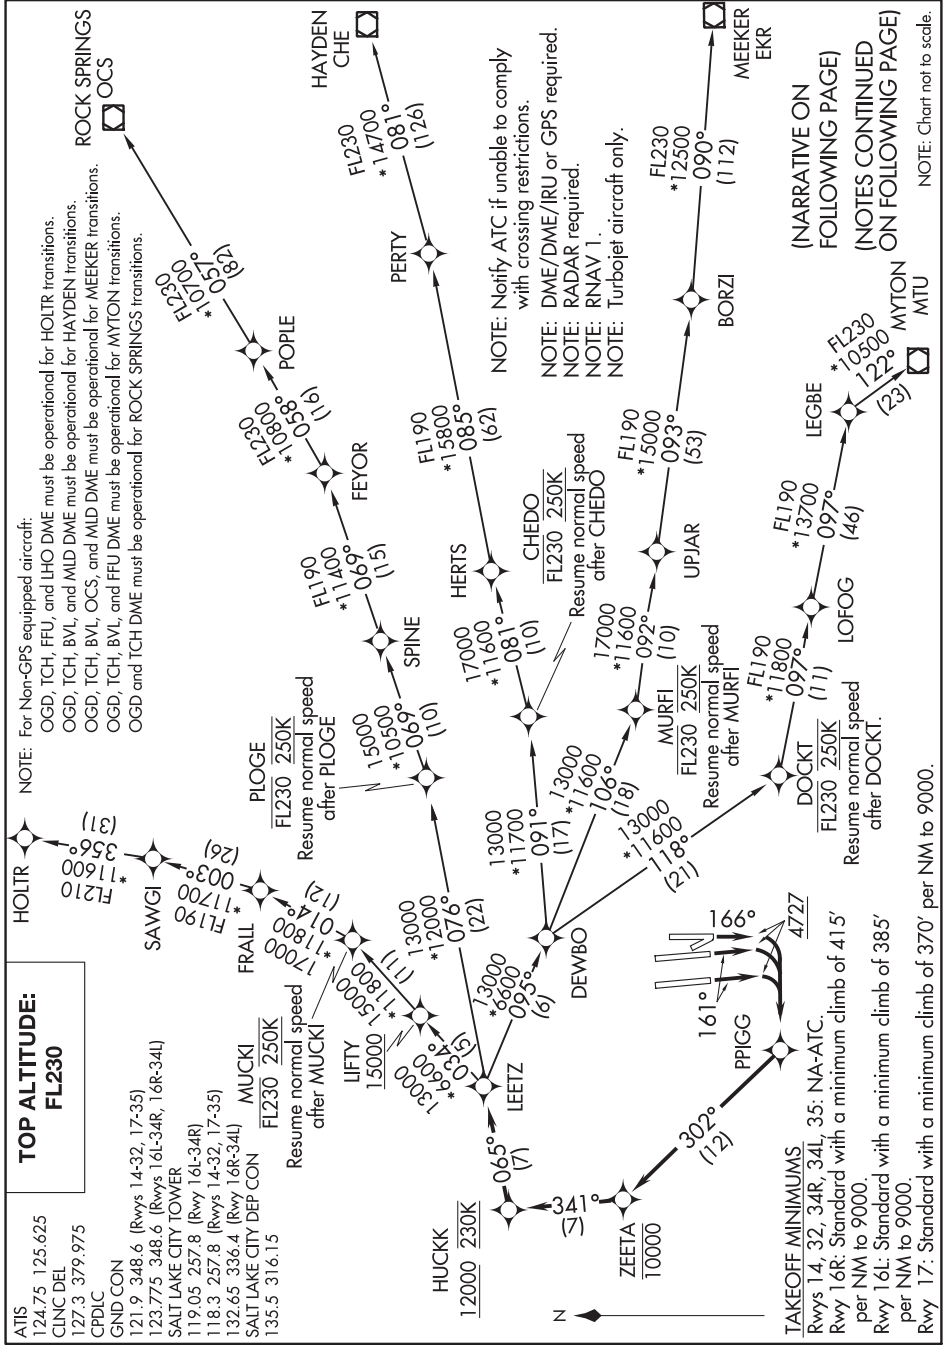 ATIS
124.75 125.625
CLNC DEL
127.3 379.975
CPDLC
GND CON
121.9 348.6 (Rwys 14-32, 17-35)
123.775 348.6 (Rwys 16L-34R, 16R-34L)
SALT LAKE CITY TOWER
119.05 257.8 (Rwy 16L-34R)
118.3 257.8 (Rwys 14-32, 17-35)
132.65 336.4 (Rwy 16R-34L)
SALT LAKE CITY DEP CON
135.5 316.15
TOP ALTITUDE:
FL230
NOTE: For Non-GPS equipped aircraft:
OGD, TCH, FFU, and LHO DME must be operational for HOLTR transitions.
OGD, TCH, BVL, and MLD DME must be operational for HAYDEN transitions.
OGD, TCH, BVL, OCS, and MLD DME must be operational for MEEKER transitions.
OGD, TCH, BVL, and FFU DME must be operational for MYTON transitions.
OGD and TCH DME must be operational for ROCK SPRINGS transitions.
ROCK SPRINGS
OCS
FL230
*10700
057°
(82)
POPLE
FL230
*10800
058°
(16)
FEYOR
FL190
*11400
069°
(15)
SPINE
15000
*10500
069°
(10)
PLOGE
FL230 250K
Resume normal speed
after PLOGE
13000
*12000
076°
(22)
HOLTR
FL210
*11600
356°
(31)
SAWGI
FL190
*11700
003°
(26)
FRALL
17000
*11800
014°
(12)
MUCKI
FL230 250K
Resume normal speed
after MUCKI
15000
*11800
(11)
LIFTY
15000
13000
*6600
034°
(5)
LEETZ
13000
*6600
095°
(6)
DEWBO
HAYDEN
CHE
FL230
*14700
081°
(126)
PERTY
FL190
*15800
085°
(62)
HERTS
17000
*11600
081°
(10)
CHEDO
FL230 250K
Resume normal speed
after CHEDO
13000
*11700
091°
(17)
NOTE: Notify ATC if unable to comply
with crossing restrictions.
NOTE: DME/DME/IRU or GPS required.
NOTE: RADAR required.
NOTE: RNAV 1.
NOTE: Turbojet aircraft only.
MEEKER
EKR
FL230
*12500
090°
(112)
BORZI
FL190
*15000
093°
(53)
UPJAR
17000
*11600
092°
(10)
MURFI
FL230 250K
Resume normal speed
after MURFI
13000
*11600
106°
(18)
13000
*11600
118°
(21)
DOCKT
FL230 250K
Resume normal speed
after DOCKT.
FL190
*11800
097°
(11)
LOFOG
FL190
*13700
097°
(46)
LEGBE
FL230
*10500
122°
(23)
MYTON
MTU
(NARRATIVE ON
FOLLOWING PAGE)
(NOTES CONTINUED
ON FOLLOWING PAGE)
NOTE: Chart not to scale.
HUCKK
12000 230K
065°
(7)
341°
(7)
ZEETA
10000
302°
(12)
PPIGG
161°
166°
4727
N
TAKEOFF MINIMUMS
Rwys 14, 32, 34R, 34L, 35: NA-ATC.
Rwy 16R: Standard with a minimum climb of 415'
per NM to 9000.
Rwy 16L: Standard with a minimum climb of 385'
per NM to 9000.
Rwy 17: Standard with a minimum climb of 370' per NM to 9000.